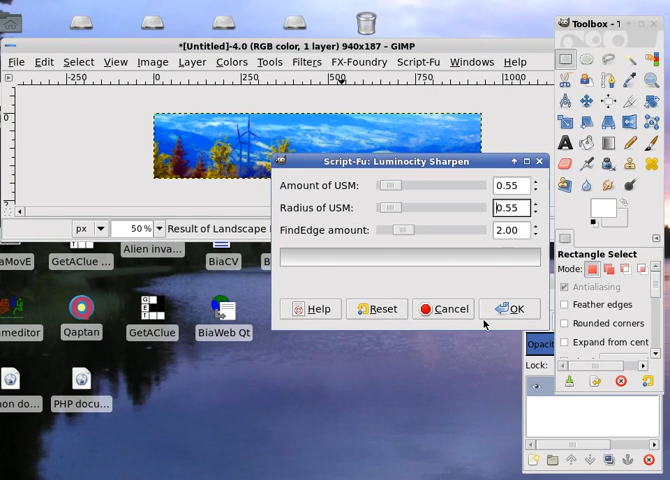 *[Untitled]-4.0 (RGB color, 1 layer) 940x187 – GIMP
File Edit Select View Image Layer Colors Tools Filters FX-Foundry Script-Fu Windows Help
-250 0 500 750 1000
px 50% Result of Landscape
Script-Fu: Luminocity Sharpen
Amount of USM: 0.55
Radius of USM: 0.55
FindEdge amount: 2.00
Help Reset Cancel OK
Toolbox - T
Rectangle Select
Mode:
Antialiasing
Feather edges
Rounded corners
Expand from cent
Opaci
Lock:
Alien inva...
aMovE GetAClue ... BiaCV
ameditor Qaptan GetAClue BiaWeb Qt
hon do... PHP docu...